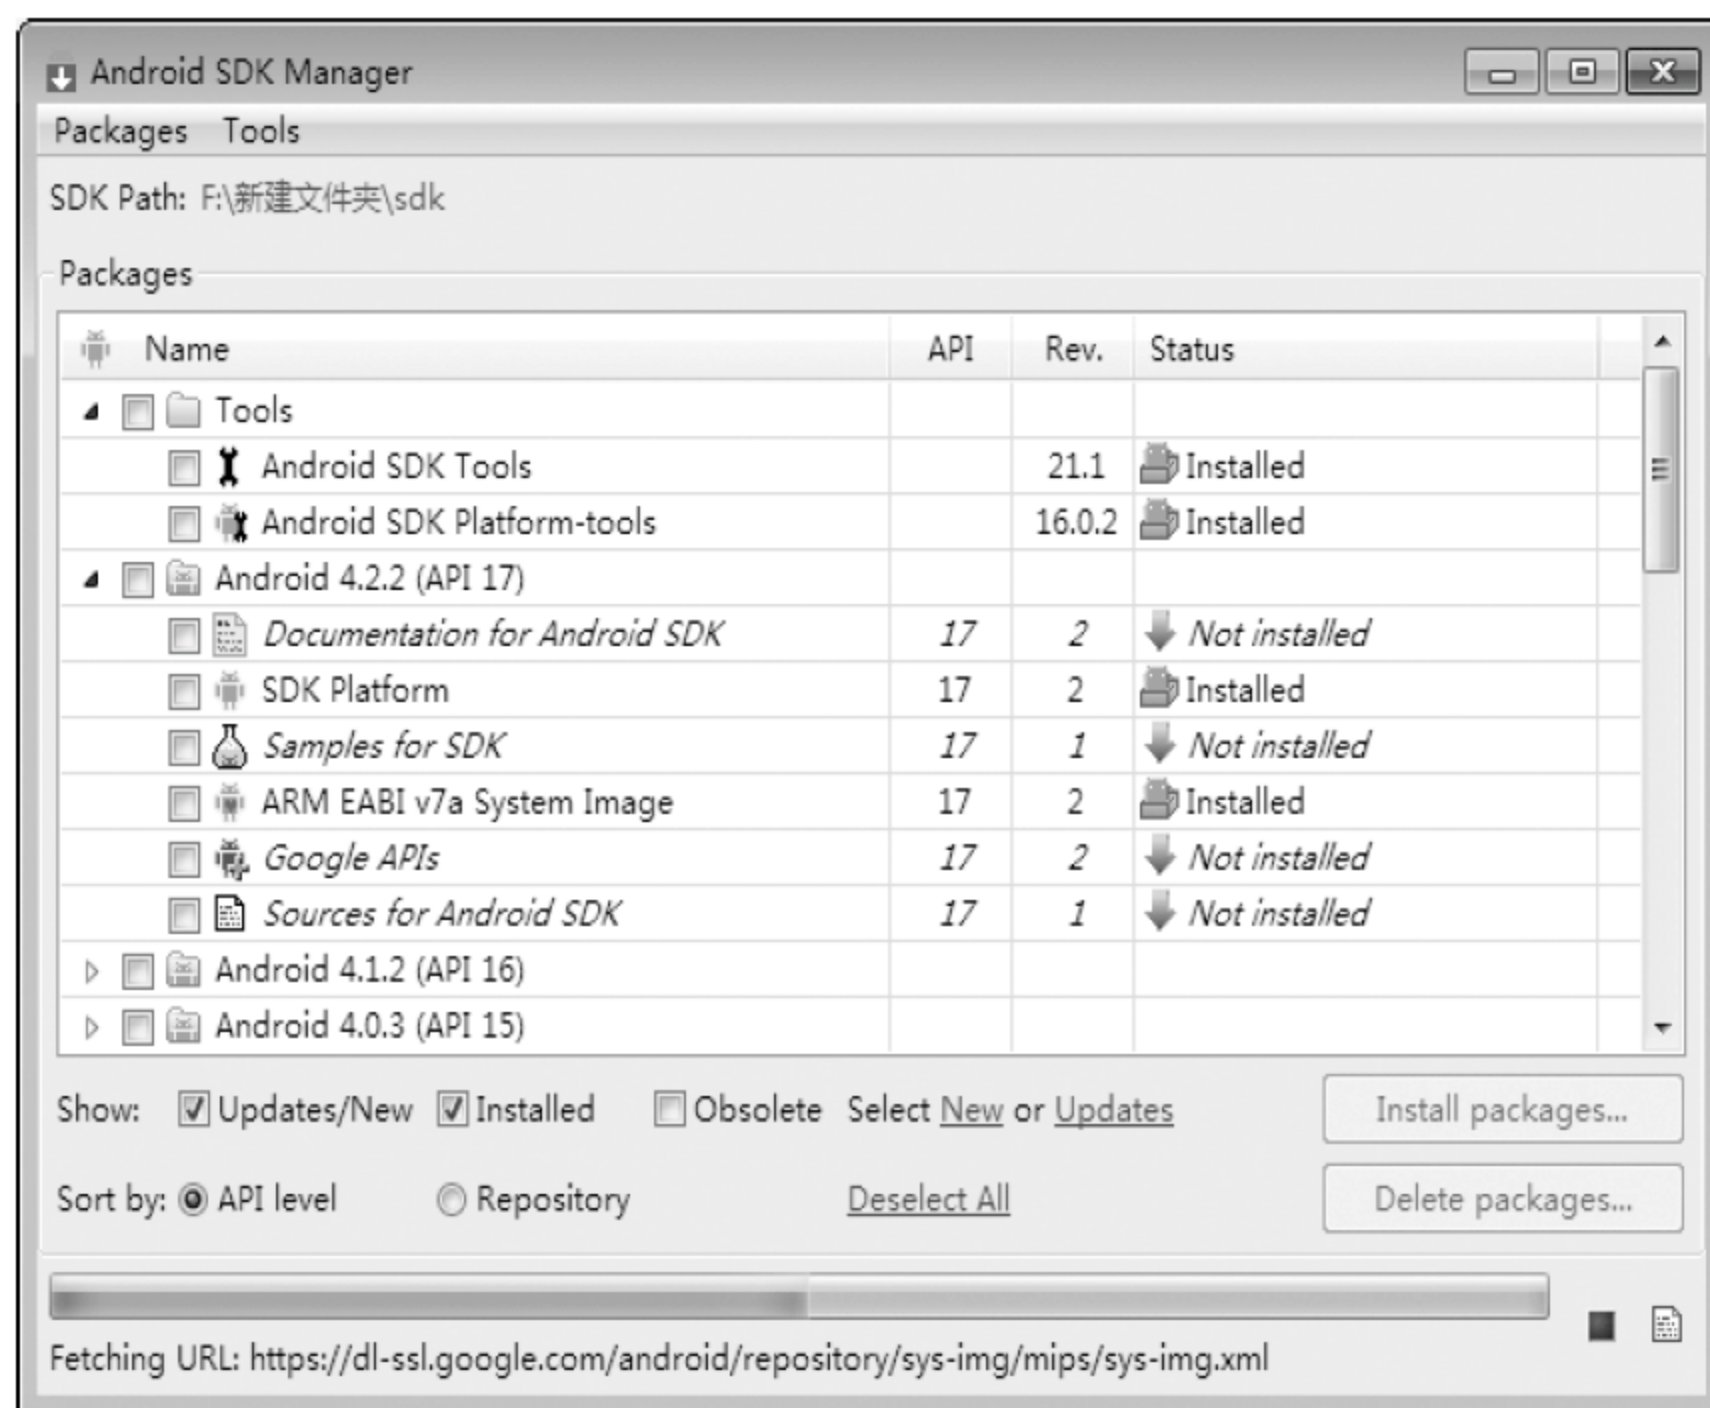 Android SDK Manager
Packages Tools
SDK Path: F:\新建文件夹\sdk
Packages
Name API Rev. Status
Tools
Android SDK Tools 21.1 Installed
Android SDK Platform-tools 16.0.2 Installed
Android 4.2.2 (API 17)
Documentation for Android SDK 17 2 Not installed
SDK Platform 17 2 Installed
Samples for SDK 17 1 Not installed
ARM EABI v7a System Image 17 2 Installed
Google APIs 17 2 Not installed
Sources for Android SDK 17 1 Not installed
Android 4.1.2 (API 16)
Android 4.0.3 (API 15)
Show: Updates/New Installed Obsolete Select New or Updates Install packages...
Sort by: API level Repository Deselect All Delete packages...
Fetching URL: https://dl-ssl.google.com/android/repository/sys-img/mips/sys-img.xml